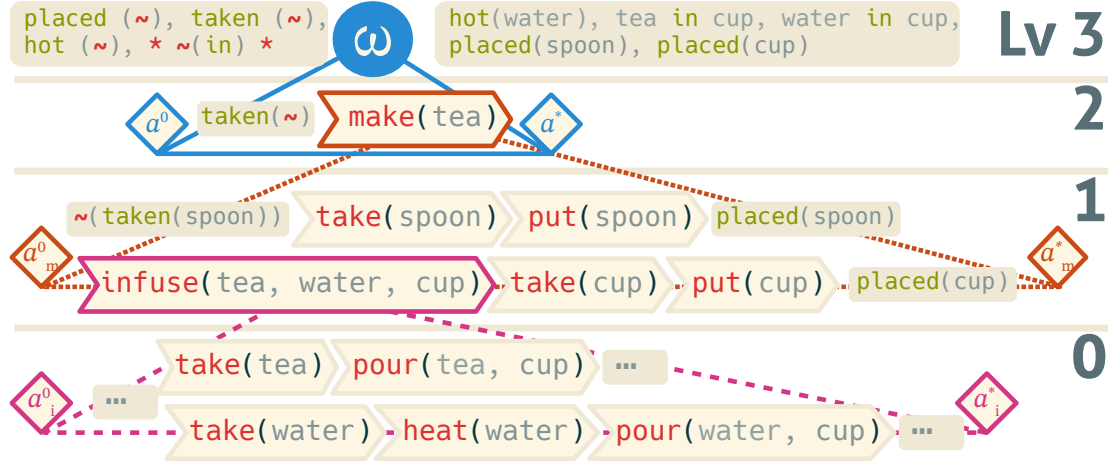 placed (~), taken (~),
hot (~), * ~(in) *
ω
hot(water), tea in cup, water in cup,
placed(spoon), placed(cup)
Lv 3
a⁰
taken(~)
make(tea)
a*
2
~(taken(spoon))
take(spoon)
put(spoon)
placed(spoon)
1
a⁰m
infuse(tea, water, cup)
take(cup)
put(cup)
placed(cup)
a*m
take(tea)
pour(tea, cup)
…
0
a⁰i
…
a*i
take(water)
heat(water)
pour(water, cup)
…